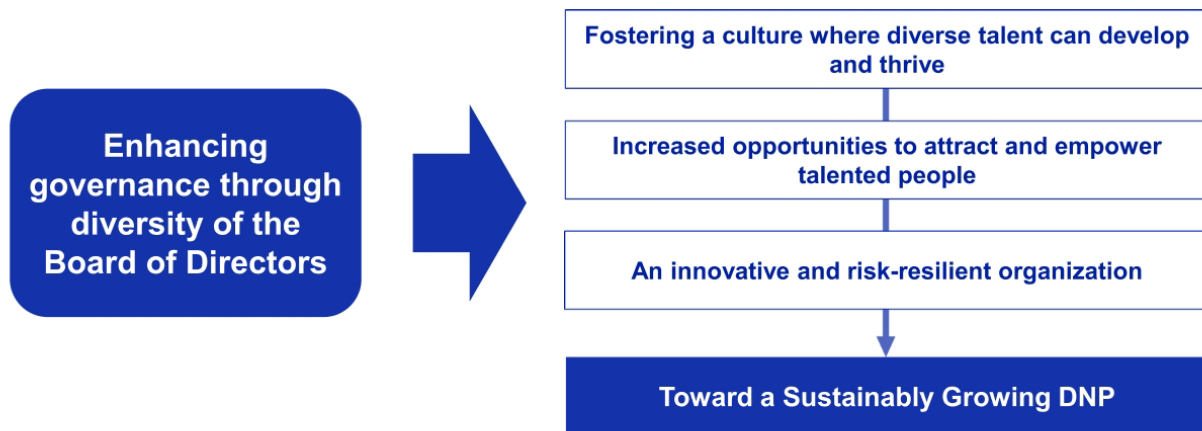 Enhancing
governance through
diversity of the
Board of Directors
Fostering a culture where diverse talent can develop
and thrive
Increased opportunities to attract and empower
talented people
An innovative and risk-resilient organization
Toward a Sustainably Growing DNP